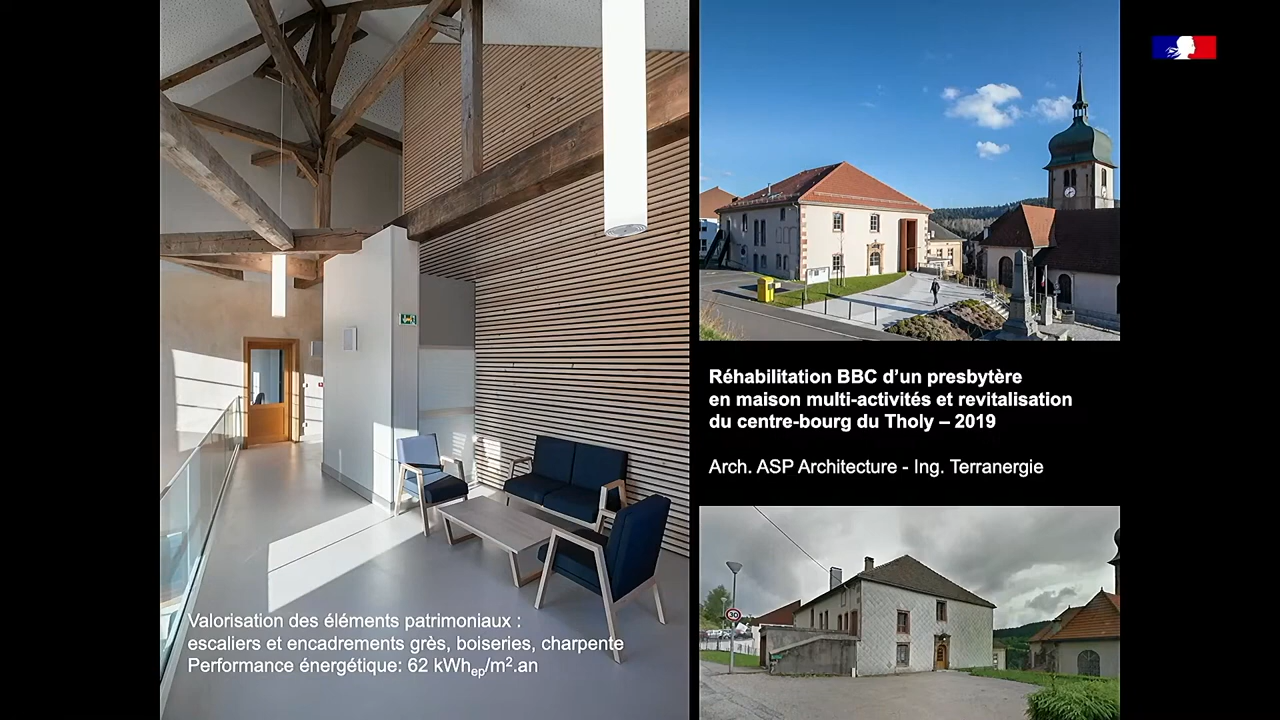 Réhabilitation BBC d’un presbytère
en maison multi-activités et revitalisation
du centre-bourg du Tholy – 2019
Arch. ASP Architecture - Ing. Terranergie
30
Valorisation des éléments patrimoniaux :
escaliers et encadrements grès, boiseries, charpente
Performance énergétique: 62 kWhep/m².an